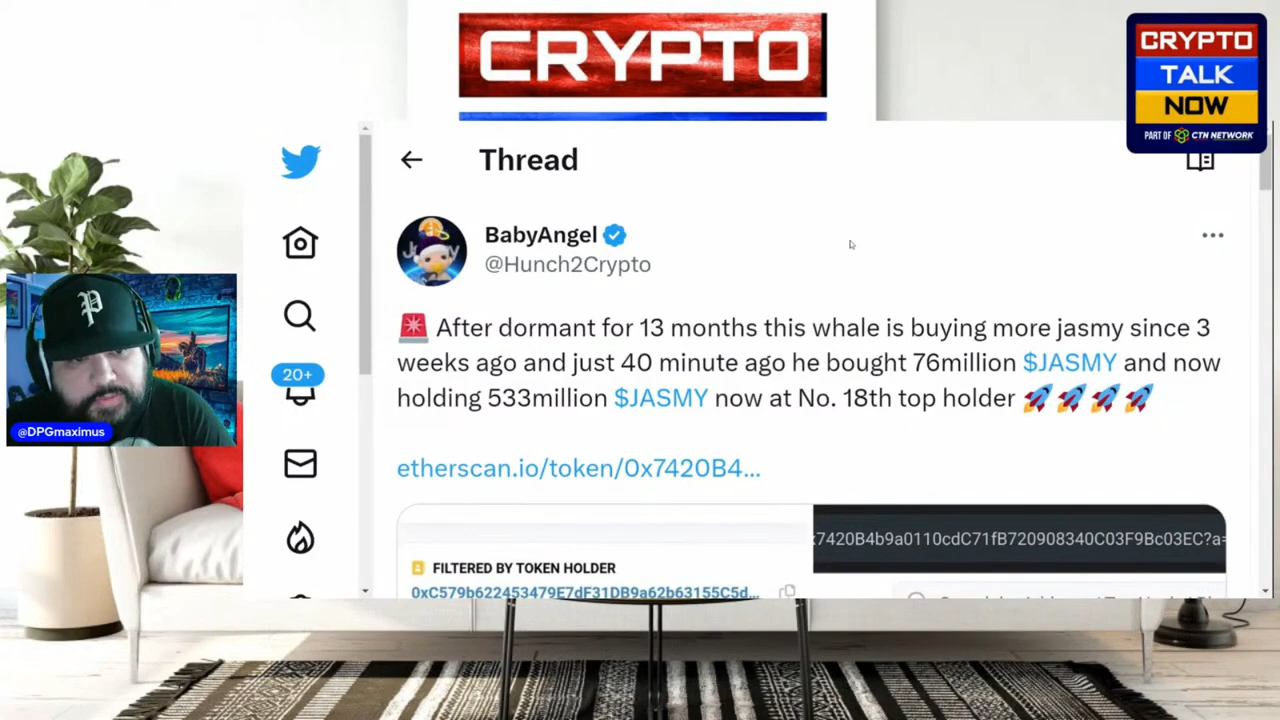 CRYPTO
CRYPTO
TALK
NOW
PART OF CTN NETWORK
Thread
BabyAngel
@Hunch2Crypto
After dormant for 13 months this whale is buying more jasmy since 3
weeks ago and just 40 minute ago he bought 76million $JASMY and now
holding 533million $JASMY now at No. 18th top holder
etherscan.io/token/0x7420B4...
FILTERED BY TOKEN HOLDER
0xC579b622453479E7dF31DB9a62b63155C5d...
7420B4b9a0110cdC71fB720908340C03F9Bc03EC?a=
20+
P
@DPGmaximus